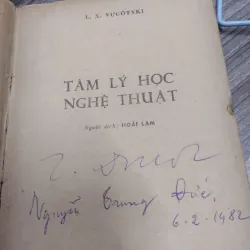 L. X. VUGÔTXKI
TÂM LÝ HỌC
NGHỆ THUẬT
Người dịch: HOÀI LAM
Nguyễn Trung Đức
6-2-1982